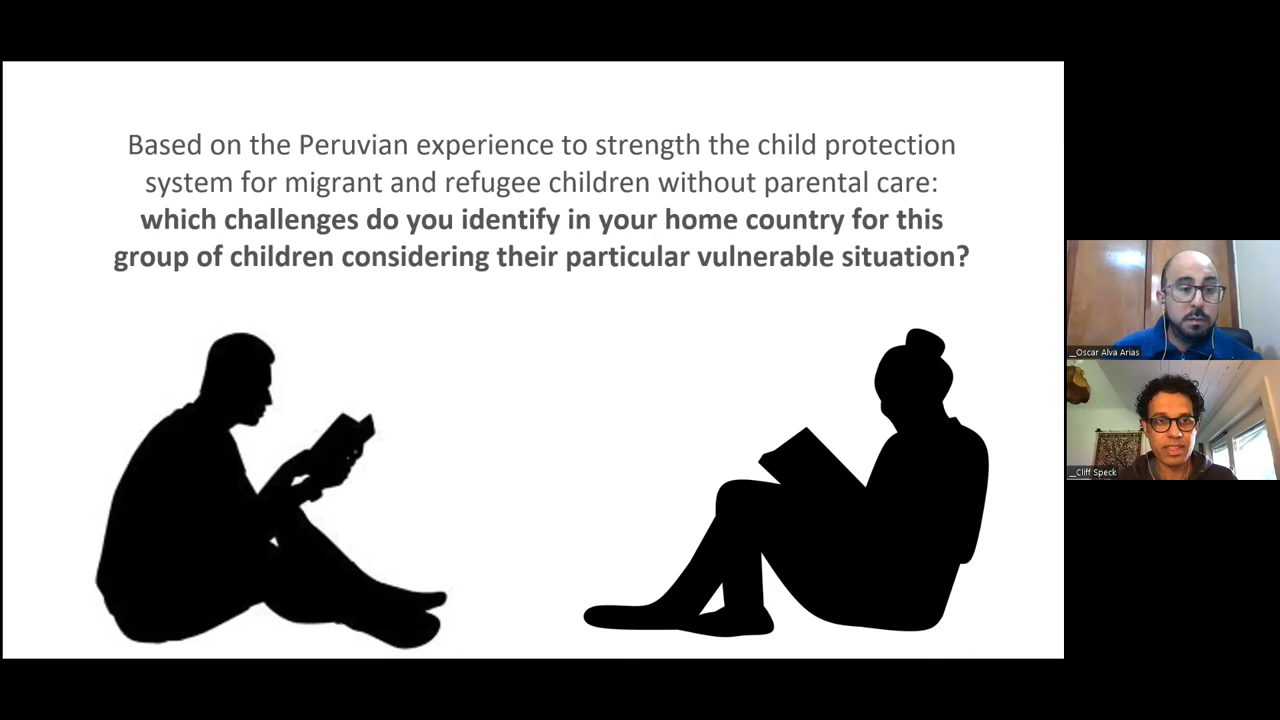 Based on the Peruvian experience to strength the child protection
system for migrant and refugee children without parental care:
which challenges do you identify in your home country for this
group of children considering their particular vulnerable situation?
_Oscar Alva Arias
_Cliff Speck